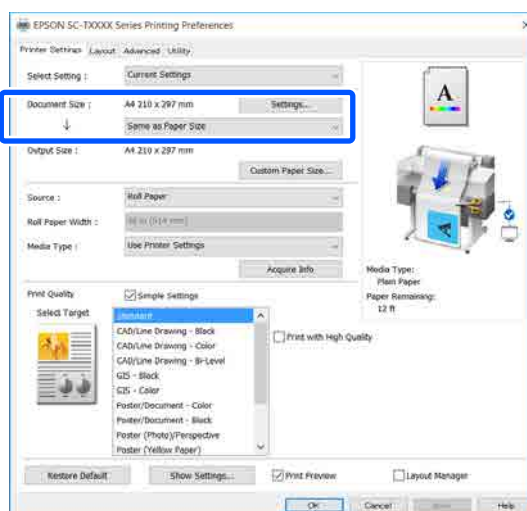 EPSON SC-TXXXX Series Printing Preferences
Printer Settings Layout Advanced Utility
Select Setting : Current Settings
Document Size : A4 210 x 297 mm Settings...
↓ Same as Paper Size
Output Size : A4 210 x 297 mm
Custom Paper Size...
Source : Roll Paper
Roll Paper Width :
Media Type : Use Printer Settings
Acquire Info
A
Media Type:
Plain Paper
Paper Remaining:
12 ft
Print Quality Simple Settings
Select Target
Standard
CAD/Line Drawing - Black
CAD/Line Drawing - Color
CAD/Line Drawing - Bi-Level
GIS - Black
GIS - Color
Poster/Document - Color
Poster/Document - Black
Poster (Photo)/Perspective
Poster (Yellow Paper)
Print with High Quality
Restore Default Show Settings... Print Preview Layout Manager
OK Cancel Help